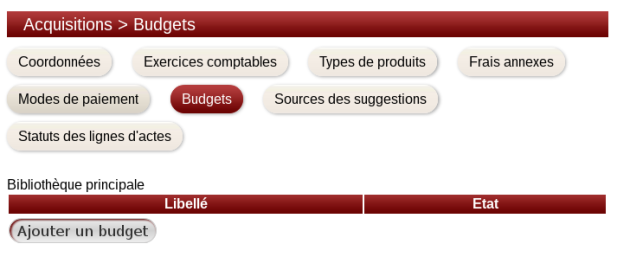 Acquisitions > Budgets
Coordonnées Exercices comptables Types de produits Frais annexes
Modes de paiement Budgets Sources des suggestions
Statuts des lignes d'actes
Bibliothèque principale
Libellé Etat
Ajouter un budget